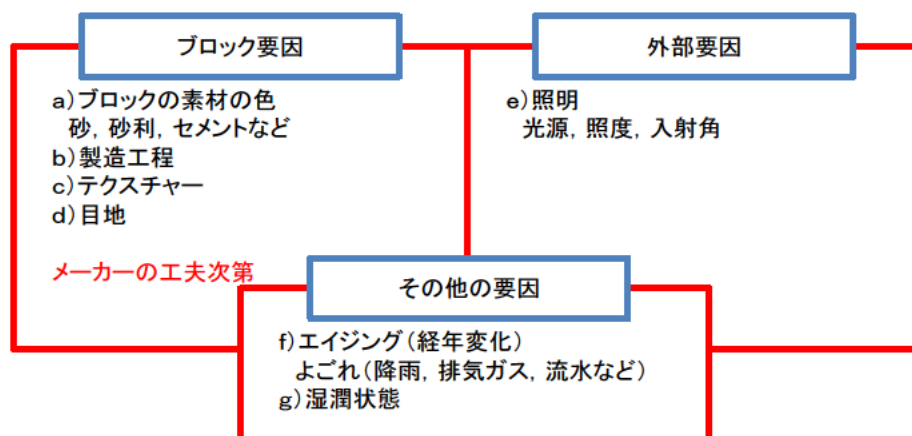 ブロック要因
a)ブロックの素材の色
砂, 砂利, セメントなど
b)製造工程
c)テクスチャー
d)目地
メーカーの工夫次第
外部要因
e)照明
光源, 照度, 入射角
その他の要因
f)エイジング(経年変化)
よごれ(降雨, 排気ガス, 流水など)
g)湿潤状態